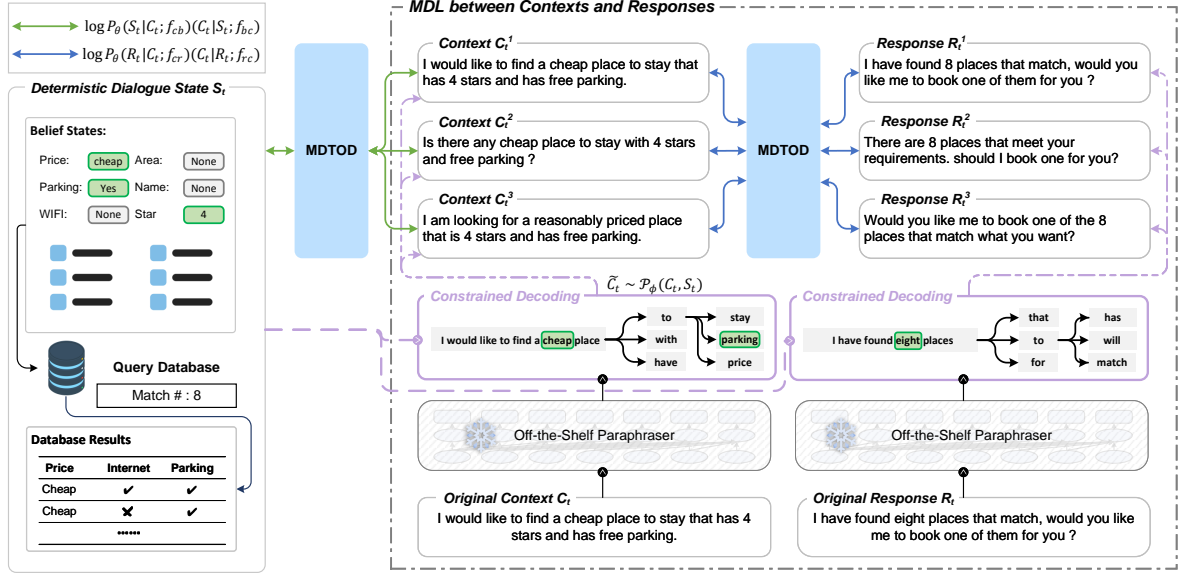 log P_θ(S_t|C_t; f_cb)(C_t|S_t; f_bc)
log P_θ(R_t|C_t; f_cr)(C_t|R_t; f_rc)
Determistic Dialogue State S_t
Belief States:
Price: cheap Area: None
Parking: Yes Name: None
WIFI: None Star 4
Query Database
Match # : 8
Database Results
Price Internet Parking
Cheap ✔ ✔
Cheap ✘ ✔
······
MDTOD
MDL between Contexts and Responses
Context C_t^1
I would like to find a cheap place to stay that
has 4 stars and has free parking.
Context C_t^2
Is there any cheap place to stay with 4 stars
and free parking ?
Context C_t^3
I am looking for a reasonably priced place
that is 4 stars and has free parking.
MDTOD
Response R_t^1
I have found 8 places that match, would you
like me to book one of them for you ?
Response R_t^2
There are 8 places that meet your
requirements. should I book one for you?
Response R_t^3
Would you like me to book one of the 8
places that match what you want?
C̃_t ~ 𝒫_ϕ(C_t, S_t)
Constrained Decoding
I would like to find a cheap place
to
with
have
stay
parking
price
Constrained Decoding
I have found eight places
that
to
for
has
will
match
Off-the-Shelf Paraphraser
Off-the-Shelf Paraphraser
Original Context C_t
I would like to find a cheap place to stay that has 4
stars and has free parking.
Original Response R_t
I have found eight places that match, would you like
me to book one of them for you ?